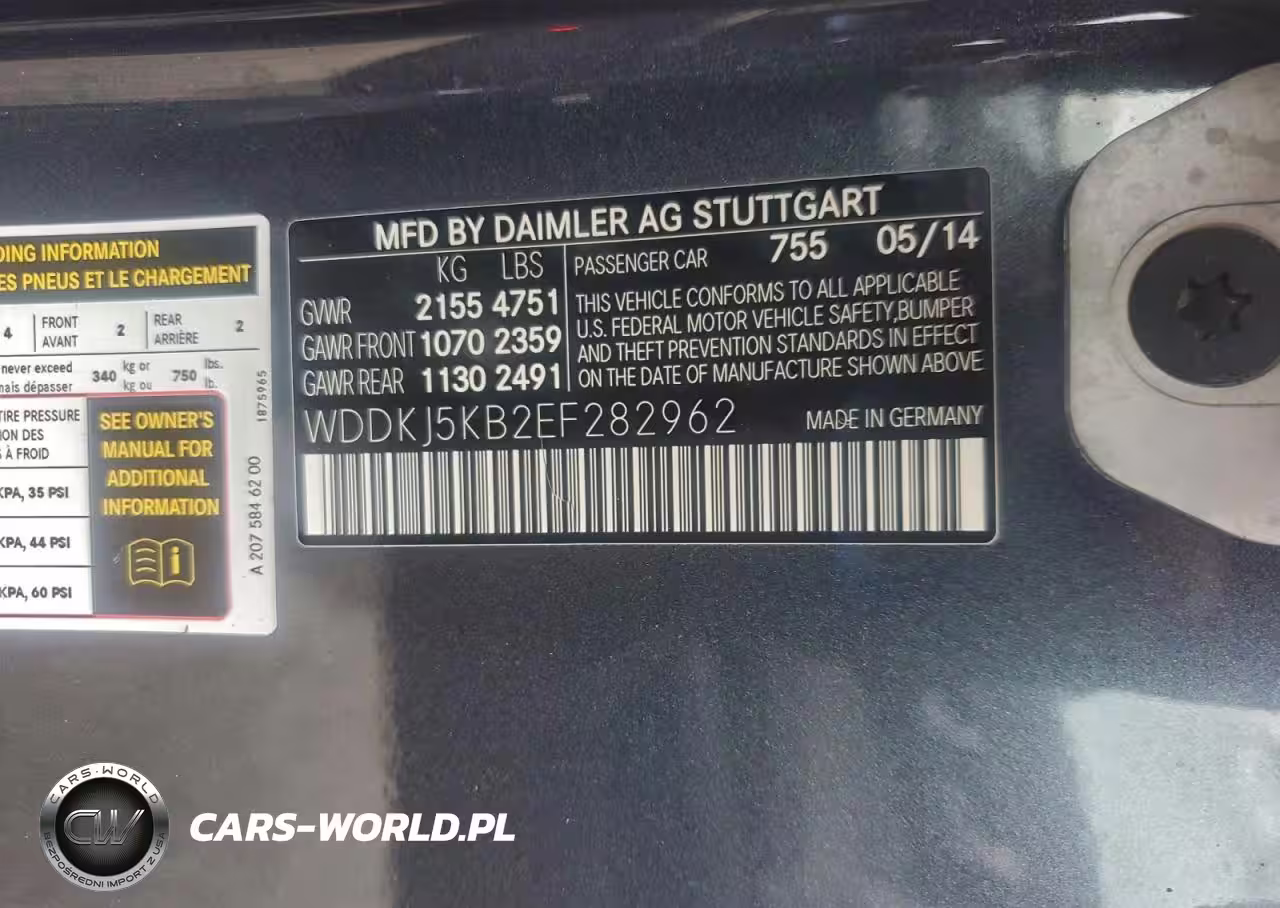 DING INFORMATION
ES PNEUS ET LE CHARGEMENT
4 FRONT AVANT 2 REAR ARRIÈRE 2
never exceed
mais dépasser
340 kg or kg ou 750 lbs. lb.
TIRE PRESSURE
ION DES
S À FROID
KPA, 35 PSI
KPA, 44 PSI
KPA, 60 PSI
SEE OWNER'S
MANUAL FOR
ADDITIONAL
INFORMATION
1875965
A 207 584 62 00
MFD BY DAIMLER AG STUTTGART
KG LBS
GVWR 2155 4751
GAWR FRONT 1070 2359
GAWR REAR 1130 2491
PASSENGER CAR 755 05/14
THIS VEHICLE CONFORMS TO ALL APPLICABLE
U.S. FEDERAL MOTOR VEHICLE SAFETY,BUMPER
AND THEFT PREVENTION STANDARDS IN EFFECT
ON THE DATE OF MANUFACTURE SHOWN ABOVE
WDDKJ5KB2EF282962 MADE IN GERMANY
CARS·WORLD
CW
BEZPOŚREDNI IMPORT Z USA
CARS-WORLD.PL